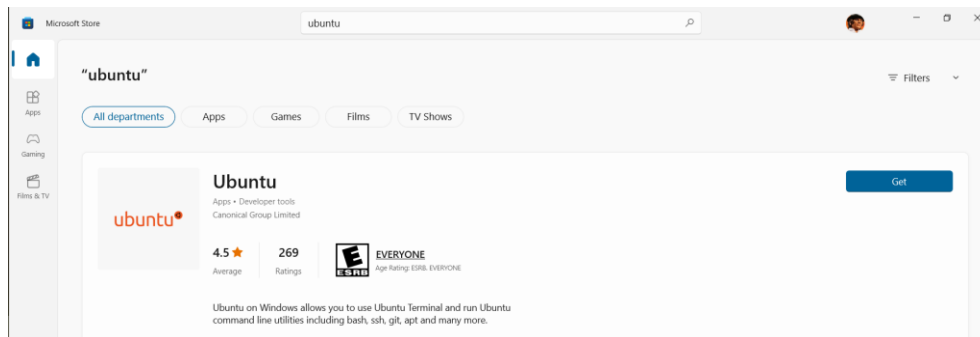 Microsoft Store
ubuntu
"ubuntu"
Filters
All departments
Apps
Games
Films
TV Shows
Apps
Gaming
Films & TV
ubuntu
Ubuntu
Apps • Developer tools
Canonical Group Limited
Get
4.5
Average
269
Ratings
E
ESRB
EVERYONE
Age Rating: ESRB. EVERYONE
Ubuntu on Windows allows you to use Ubuntu Terminal and run Ubuntu
command line utilities including bash, ssh, git, apt and many more.